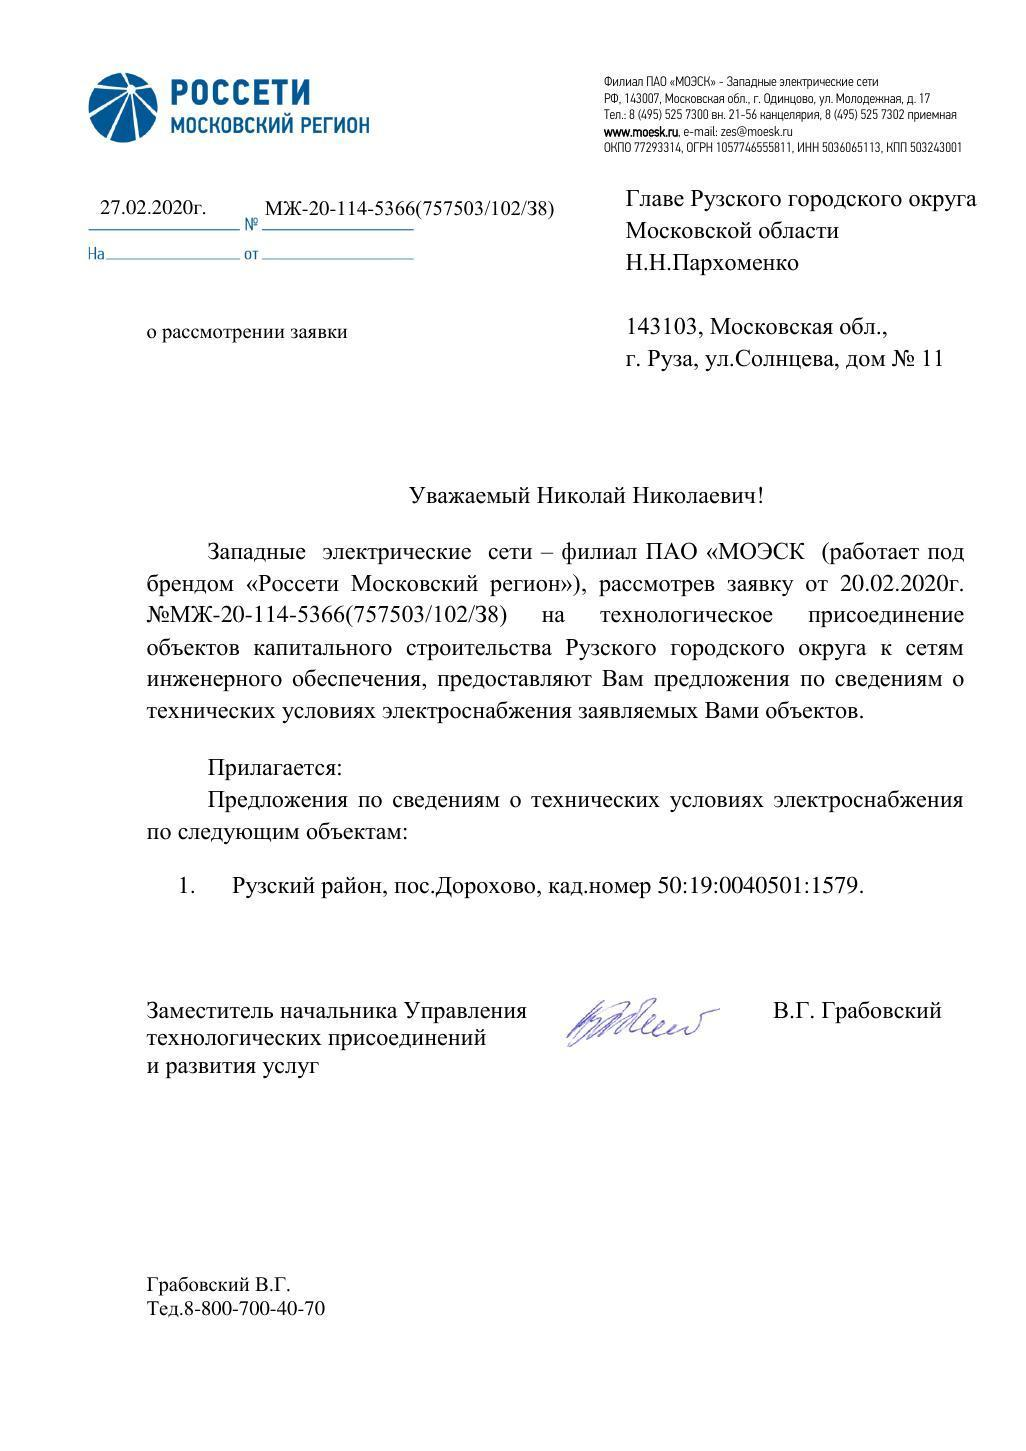 РОССЕТИ
МОСКОВСКИЙ РЕГИОН
Филиал ПАО «МОЭСК» - Западные электрические сети
РФ, 143007, Московская обл., г. Одинцово, ул. Молодежная, д. 17
Тел.: 8 (495) 525 7300 вн. 21-56 канцелярия, 8 (495) 525 7302 приемная
www.moesk.ru, e-mail: zes@moesk.ru
ОКПО 77293314, ОГРН 1057746555811, ИНН 5036065113, КПП 503243001
27.02.2020г. № МЖ-20-114-5366(757503/102/З8)
На от
Главе Рузского городского округа
Московской области
Н.Н.Пархоменко
143103, Московская обл.,
г. Руза, ул.Солнцева, дом № 11
о рассмотрении заявки
Уважаемый Николай Николаевич!
Западные электрические сети – филиал ПАО «МОЭСК (работает под
брендом «Россети Московский регион»), рассмотрев заявку от 20.02.2020г.
№МЖ-20-114-5366(757503/102/З8) на технологическое присоединение
объектов капитального строительства Рузского городского округа к сетям
инженерного обеспечения, предоставляют Вам предложения по сведениям о
технических условиях электроснабжения заявляемых Вами объектов.
Прилагается:
Предложения по сведениям о технических условиях электроснабжения
по следующим объектам:
1. Рузский район, пос.Дорохово, кад.номер 50:19:0040501:1579.
Заместитель начальника Управления
технологических присоединений
и развития услуг
В.Г. Грабовский
Грабовский В.Г.
Тед.8-800-700-40-70